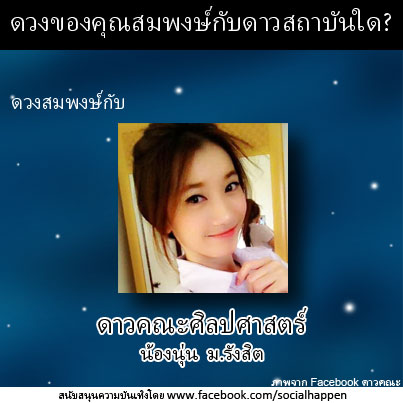 ดวงของคุณสมพงษ์กับดาวสถาบันใด?
ดวงสมพงษ์กับ
ดาวคณะศิลปศาสตร์
น้องนุ่น ม.รังสิต
ภาพจาก Facebook ดาวคณะ
สนับสนุนความบันเทิงโดย www.facebook.com/socialhappen